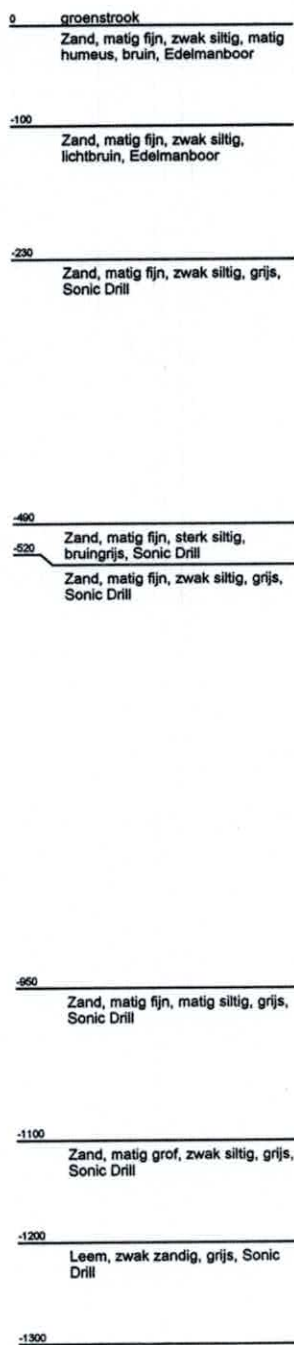 0 groenstrook
Zand, matig fijn, zwak siltig, matig
humeus, bruin, Edelmanboor
-100
Zand, matig fijn, zwak siltig,
lichtbruin, Edelmanboor
-230
Zand, matig fijn, zwak siltig, grijs,
Sonic Drill
-490
Zand, matig fijn, sterk siltig,
bruingrijs, Sonic Drill
-520
Zand, matig fijn, zwak siltig, grijs,
Sonic Drill
-950
Zand, matig fijn, matig siltig, grijs,
Sonic Drill
-1100
Zand, matig grof, zwak siltig, grijs,
Sonic Drill
-1200
Leem, zwak zandig, grijs, Sonic
Drill
-1300